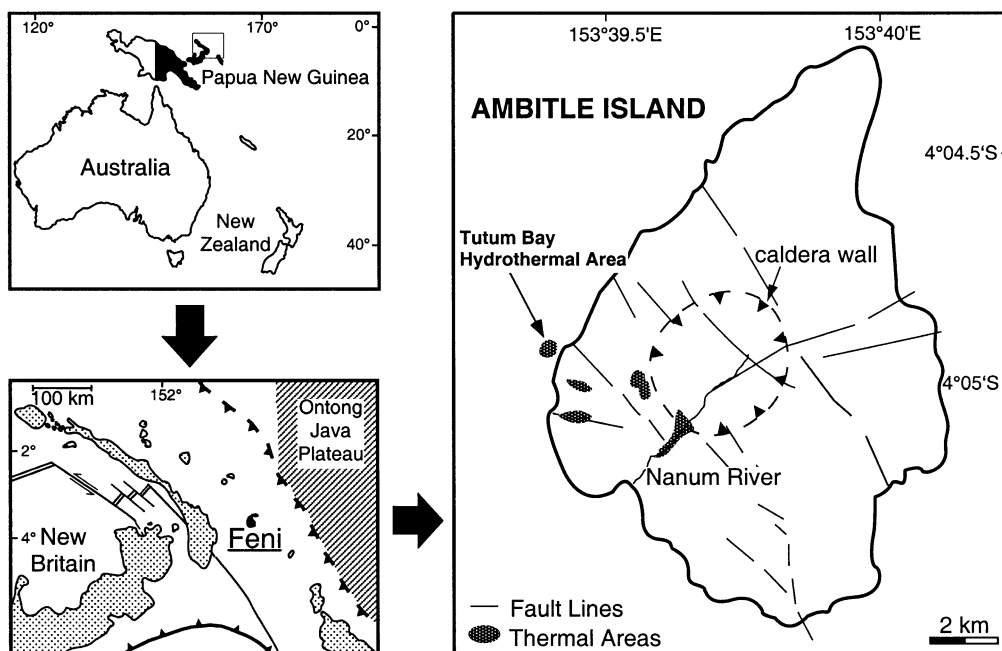 120°
170°
0°
Papua New Guinea
20°
Australia
New
Zealand
40°
100 km
152°
Ontong
Java
Plateau
2°
4°
New
Britain
Feni
153°39.5'E
153°40'E
AMBITLE ISLAND
4°04.5'S
Tutum Bay
Hydrothermal Area
caldera wall
4°05'S
Nanum River
Fault Lines
Thermal Areas
2 km